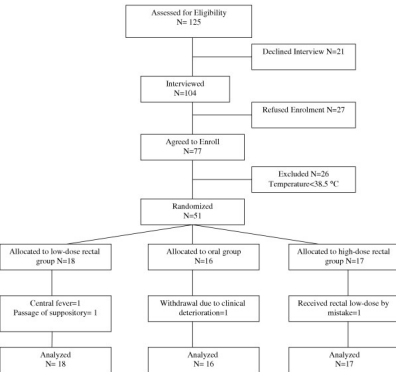 Assessed for Eligibility
N= 125
Declined Interview N=21
Interviewed
N=104
Refused Enrolment N=27
Agreed to Enroll
N=77
Excluded N=26
Temperature<38.5 °C
Randomized
N=51
Allocated to low-dose rectal
group N=18
Allocated to oral group
N=16
Allocated to high-dose rectal
group N=17
Central fever=1
Passage of suppository= 1
Withdrawal due to clinical
deterioration=1
Received rectal low-dose by
mistake=1
Analyzed
N= 18
Analyzed
N= 16
Analyzed
N=17